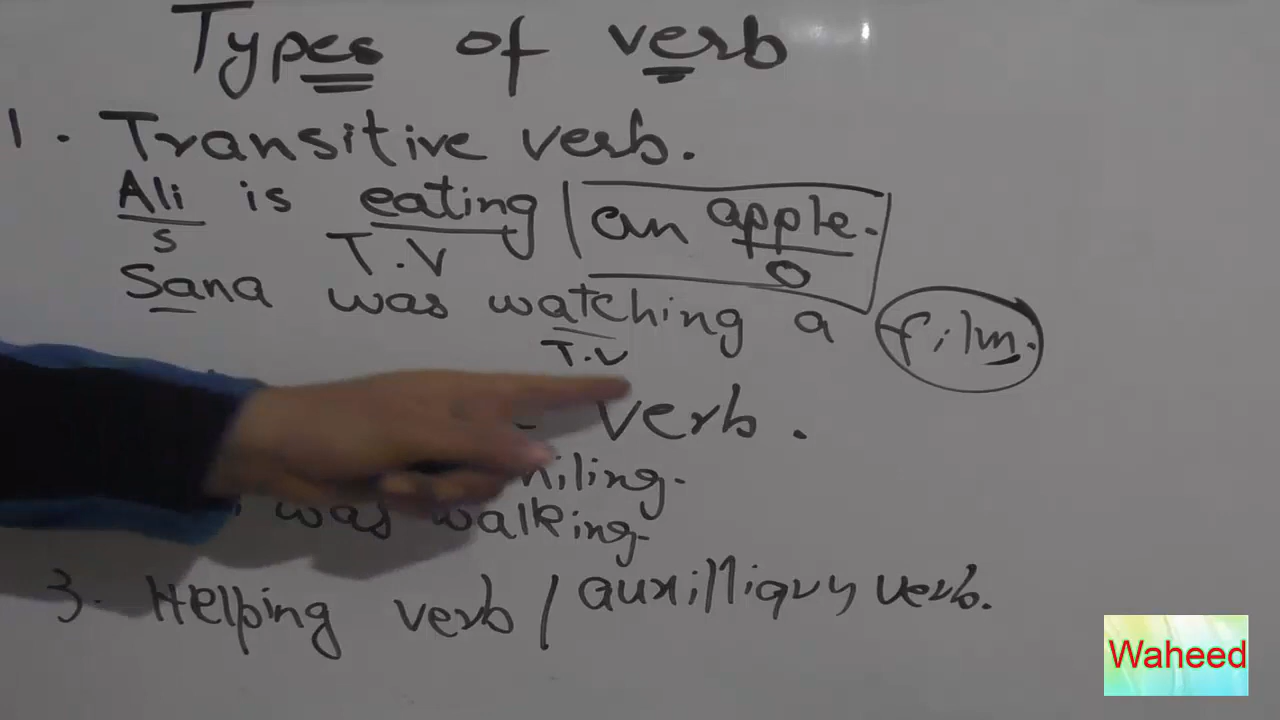 Types of verb
1. Transitive verb.
Ali is eating / an apple.
S T.V O
Sana was watching a film.
T.V
verb.
was walking.
3. Helping verb / auxilliary verb.
Waheed